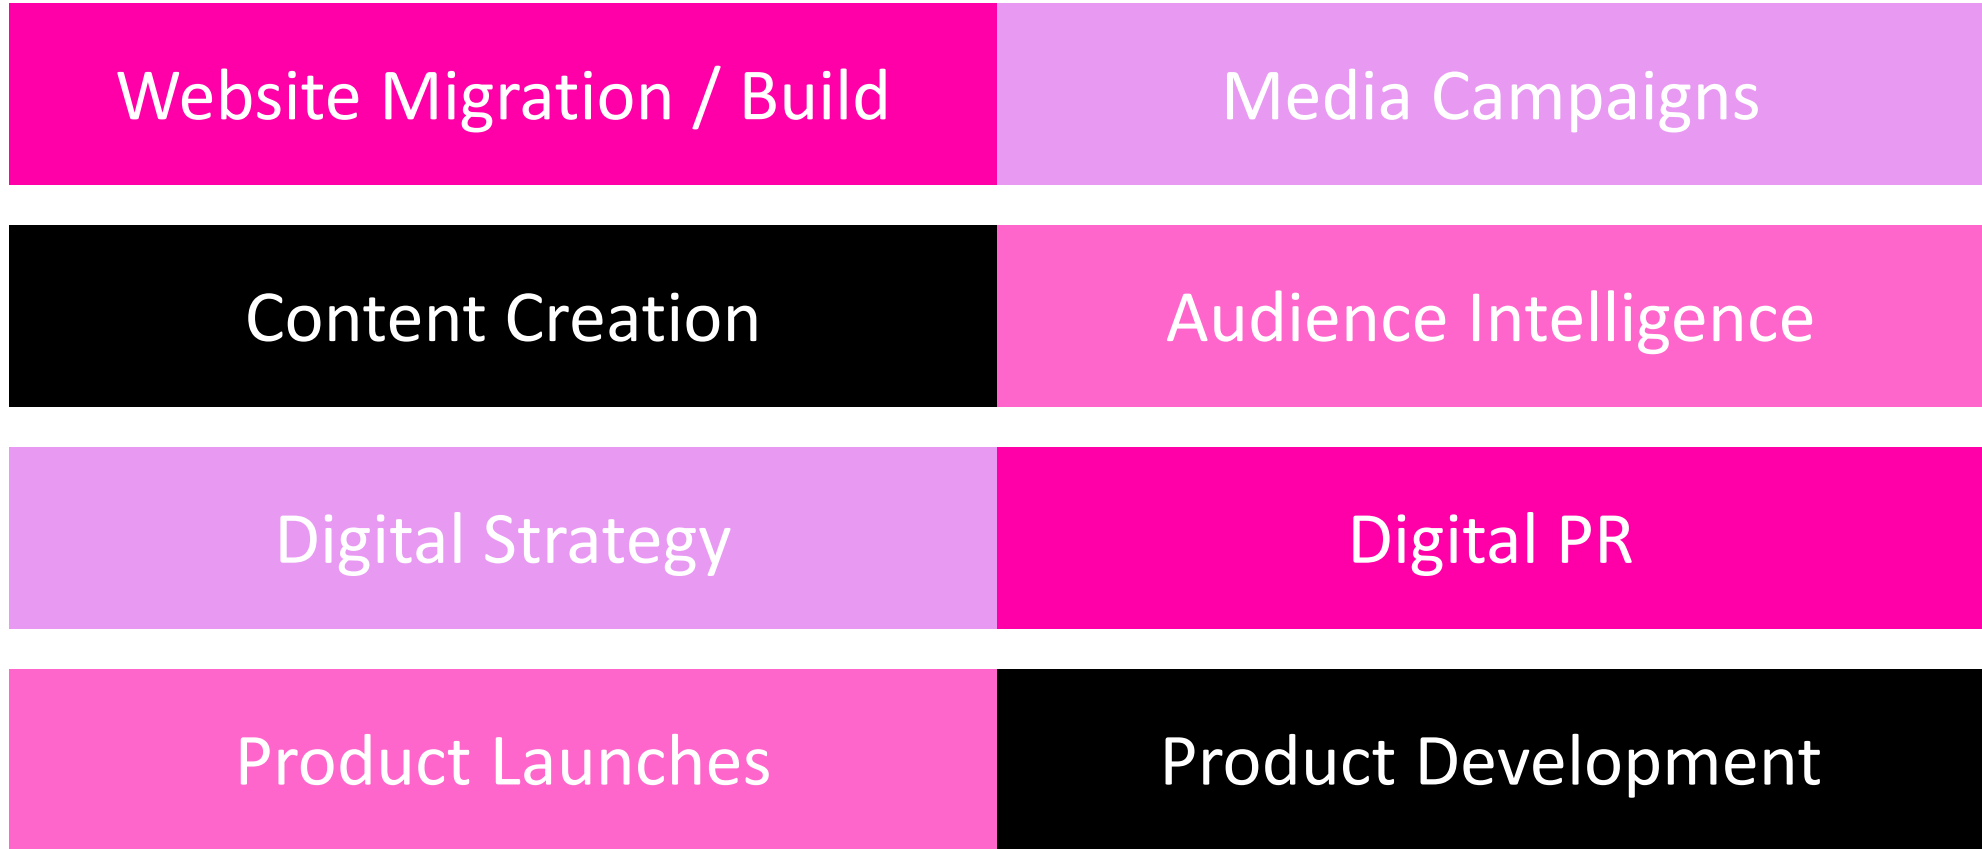 Website Migration / Build
Media Campaigns
Content Creation
Audience Intelligence
Digital Strategy
Digital PR
Product Launches
Product Development